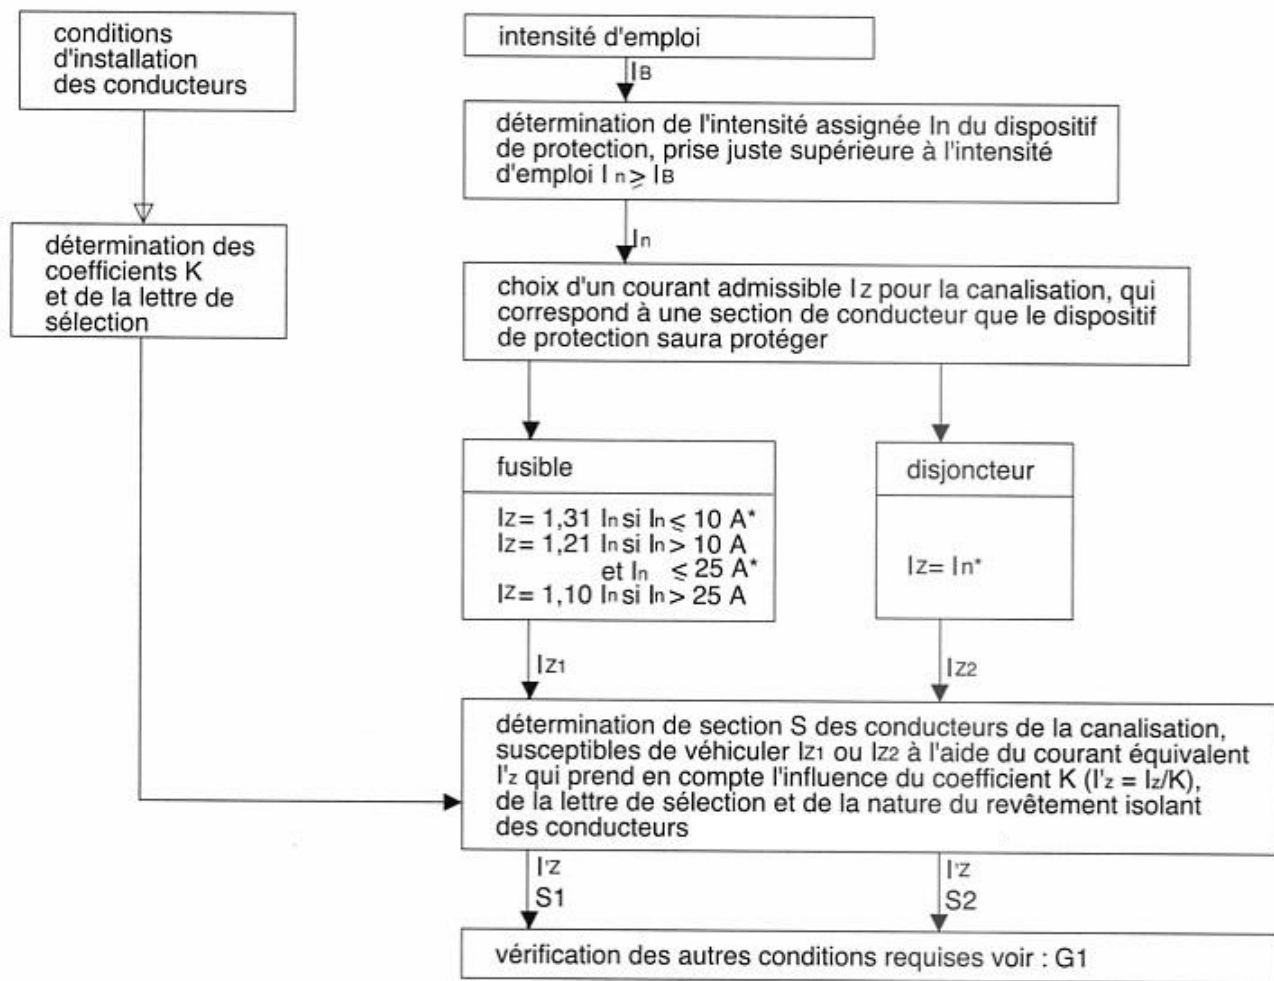 conditions
d'installation
des conducteurs
détermination des
coefficients K
et de la lettre de
sélection
intensité d'emploi
IB
détermination de l'intensité assignée In du dispositif
de protection, prise juste supérieure à l'intensité
d'emploi I n ⩾ IB
In
choix d'un courant admissible Iz pour la canalisation, qui
correspond à une section de conducteur que le dispositif
de protection saura protéger
fusible
Iz= 1,31 In si In ⩽ 10 A*
Iz= 1,21 In si In > 10 A
et In ⩽ 25 A*
IZ= 1,10 In si In > 25 A
disjoncteur
Iz= In*
IZ1
IZ2
détermination de section S des conducteurs de la canalisation,
susceptibles de véhiculer IZ1 ou IZ2 à l'aide du courant équivalent
I'z qui prend en compte l'influence du coefficient K (I'z = Iz/K),
de la lettre de sélection et de la nature du revêtement isolant
des conducteurs
I'Z
S1
I'Z
S2
vérification des autres conditions requises voir : G1